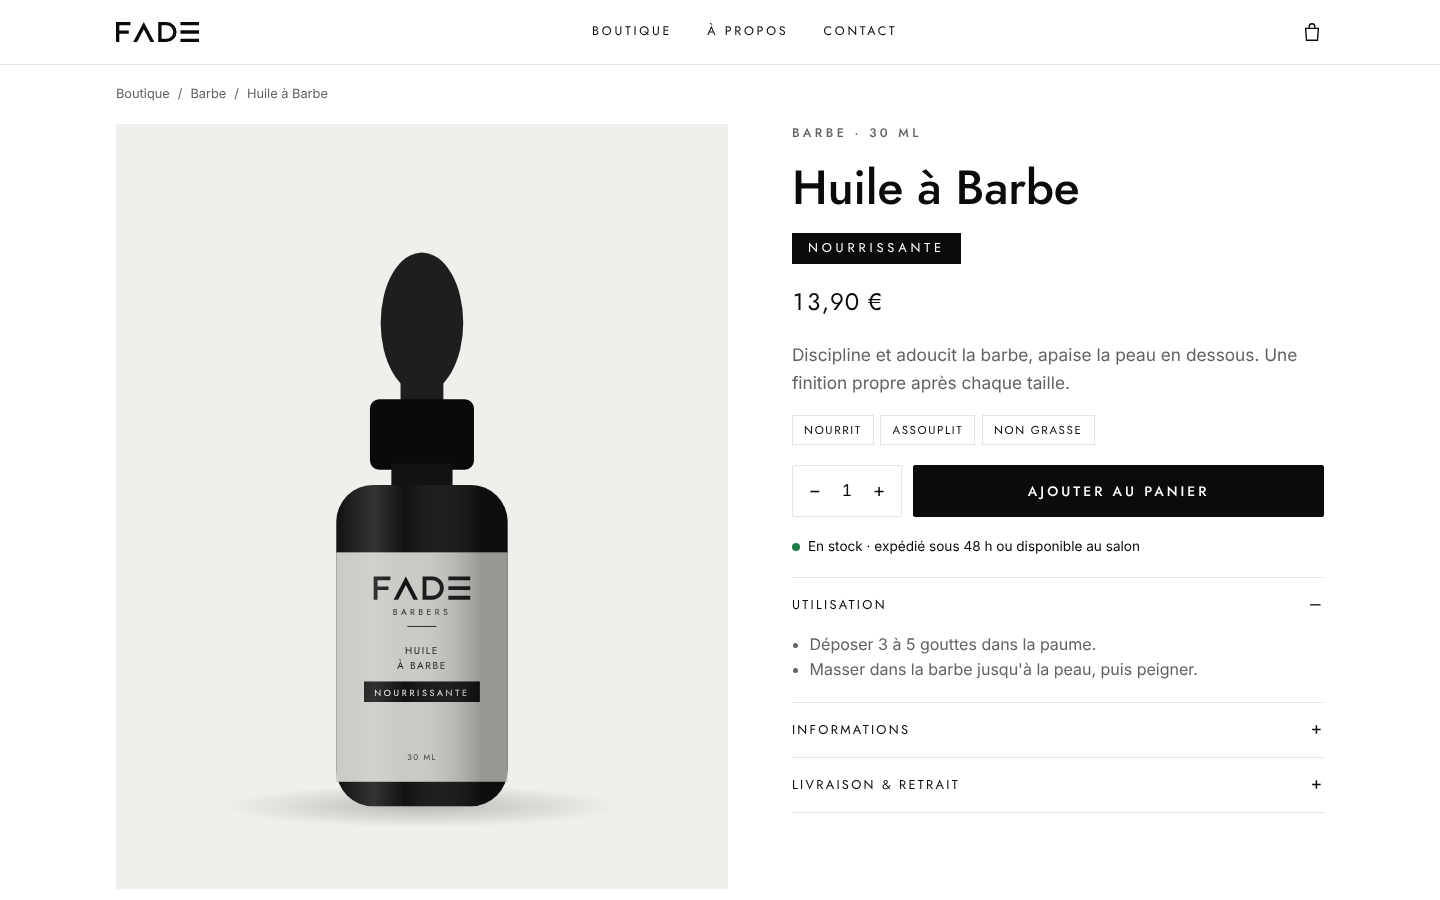 FADE
BOUTIQUE À PROPOS CONTACT
Boutique / Barbe / Huile à Barbe
FADE
BARBERS
HUILE
À BARBE
NOURRISSANTE
30 ML
BARBE · 30 ML
Huile à Barbe
NOURRISSANTE
13,90 €
Discipline et adoucit la barbe, apaise la peau en dessous. Une
finition propre après chaque taille.
NOURRIT ASSOUPLIT NON GRASSE
− 1 + AJOUTER AU PANIER
En stock · expédié sous 48 h ou disponible au salon
UTILISATION −
• Déposer 3 à 5 gouttes dans la paume.
• Masser dans la barbe jusqu'à la peau, puis peigner.
INFORMATIONS +
LIVRAISON & RETRAIT +